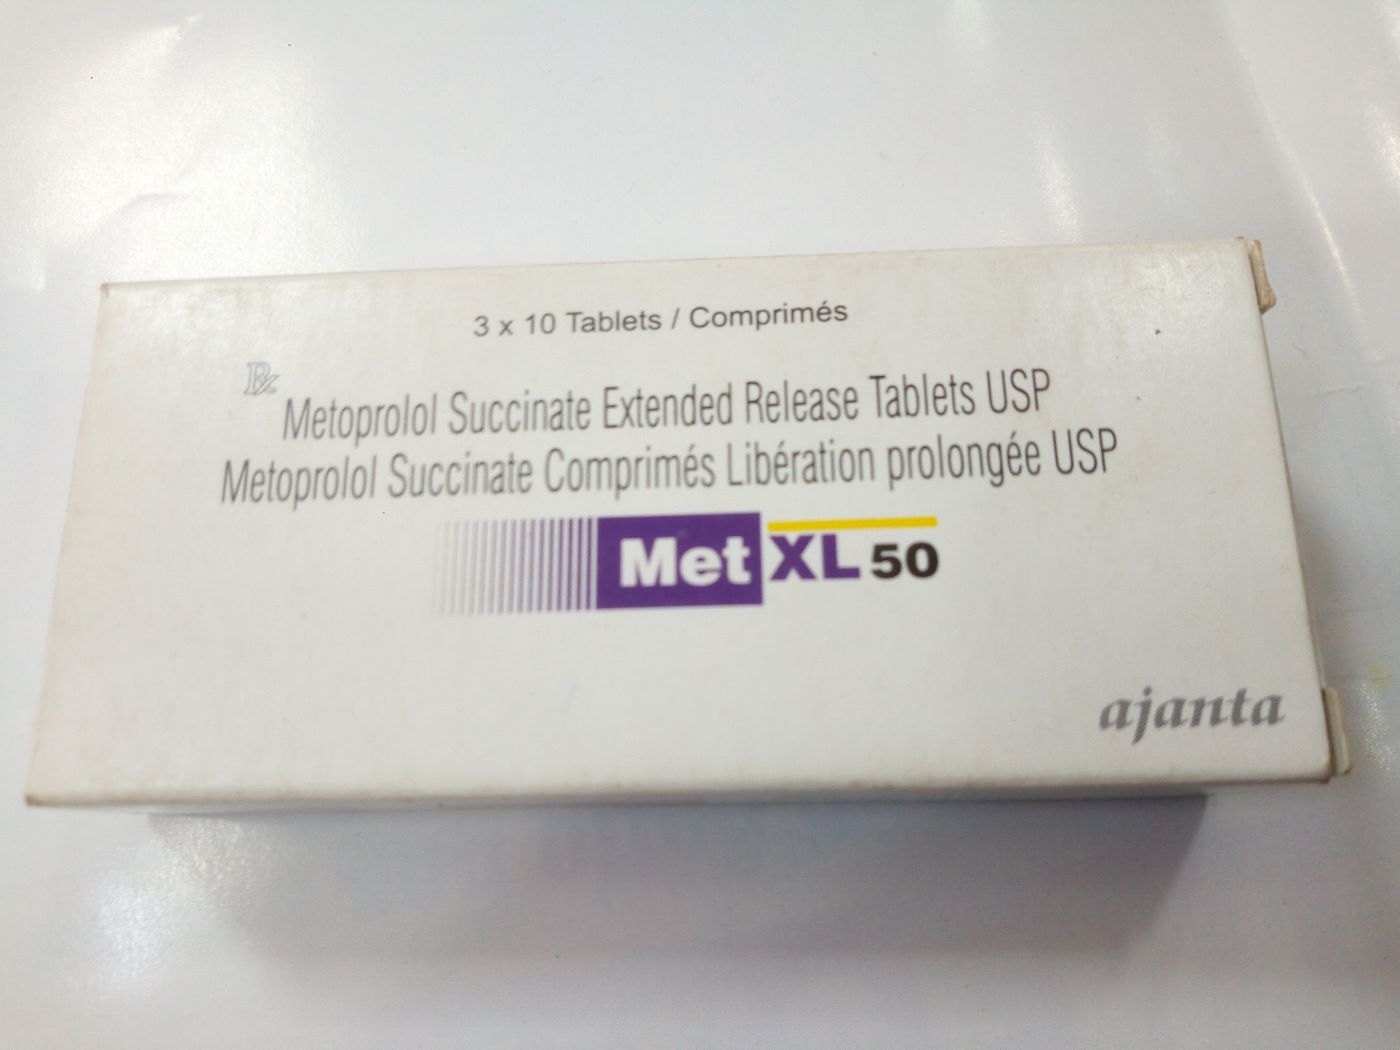 3 x 10 Tablets / Comprimés
Rx
Metoprolol Succinate Extended Release Tablets USP
Metoprolol Succinate Comprimés Libération prolongée USP
Met XL 50
ajanta